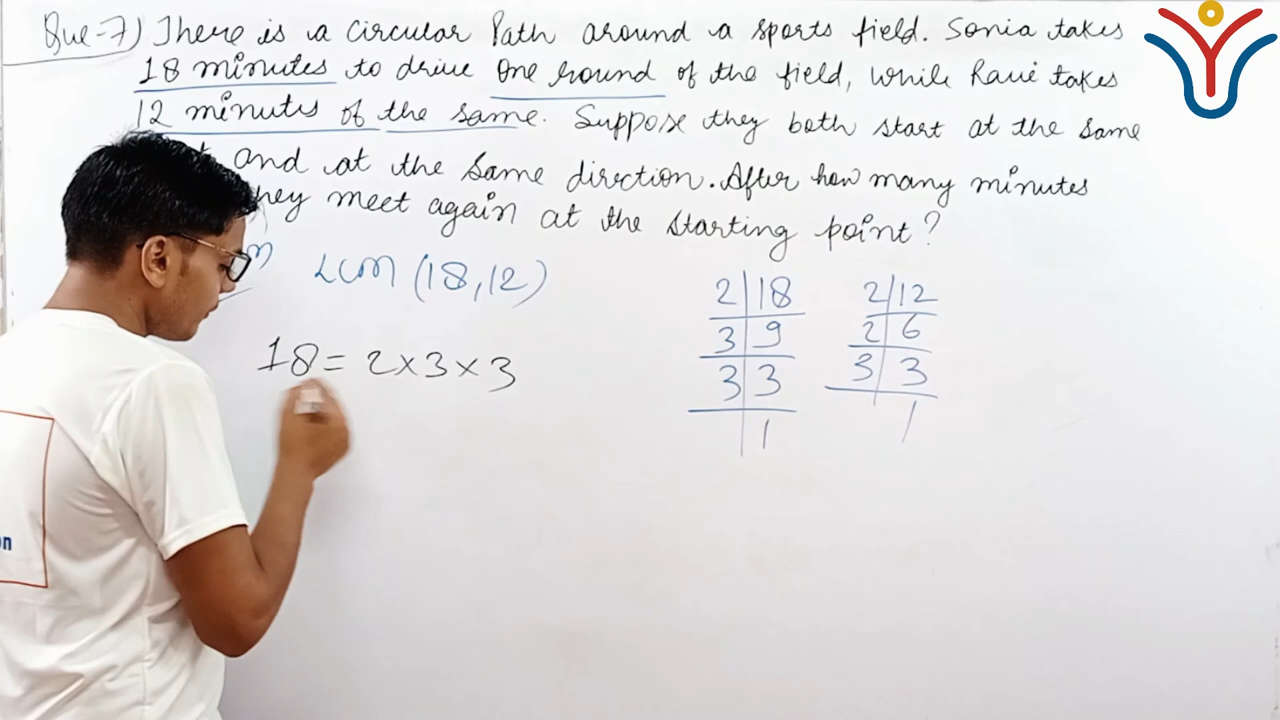 Que-7) There is a Circular Path around a sports field. Sonia takes
18 minutes to drive One round of the field, while Ravi takes
12 minutes of the same. Suppose they both start at the same
and at the same direction. After how many minutes
they meet again at the starting point?
LCM (18,12)
18 = 2×3×3
2 18
3 9
3 3
1
2 12
2 6
3 3
1
on